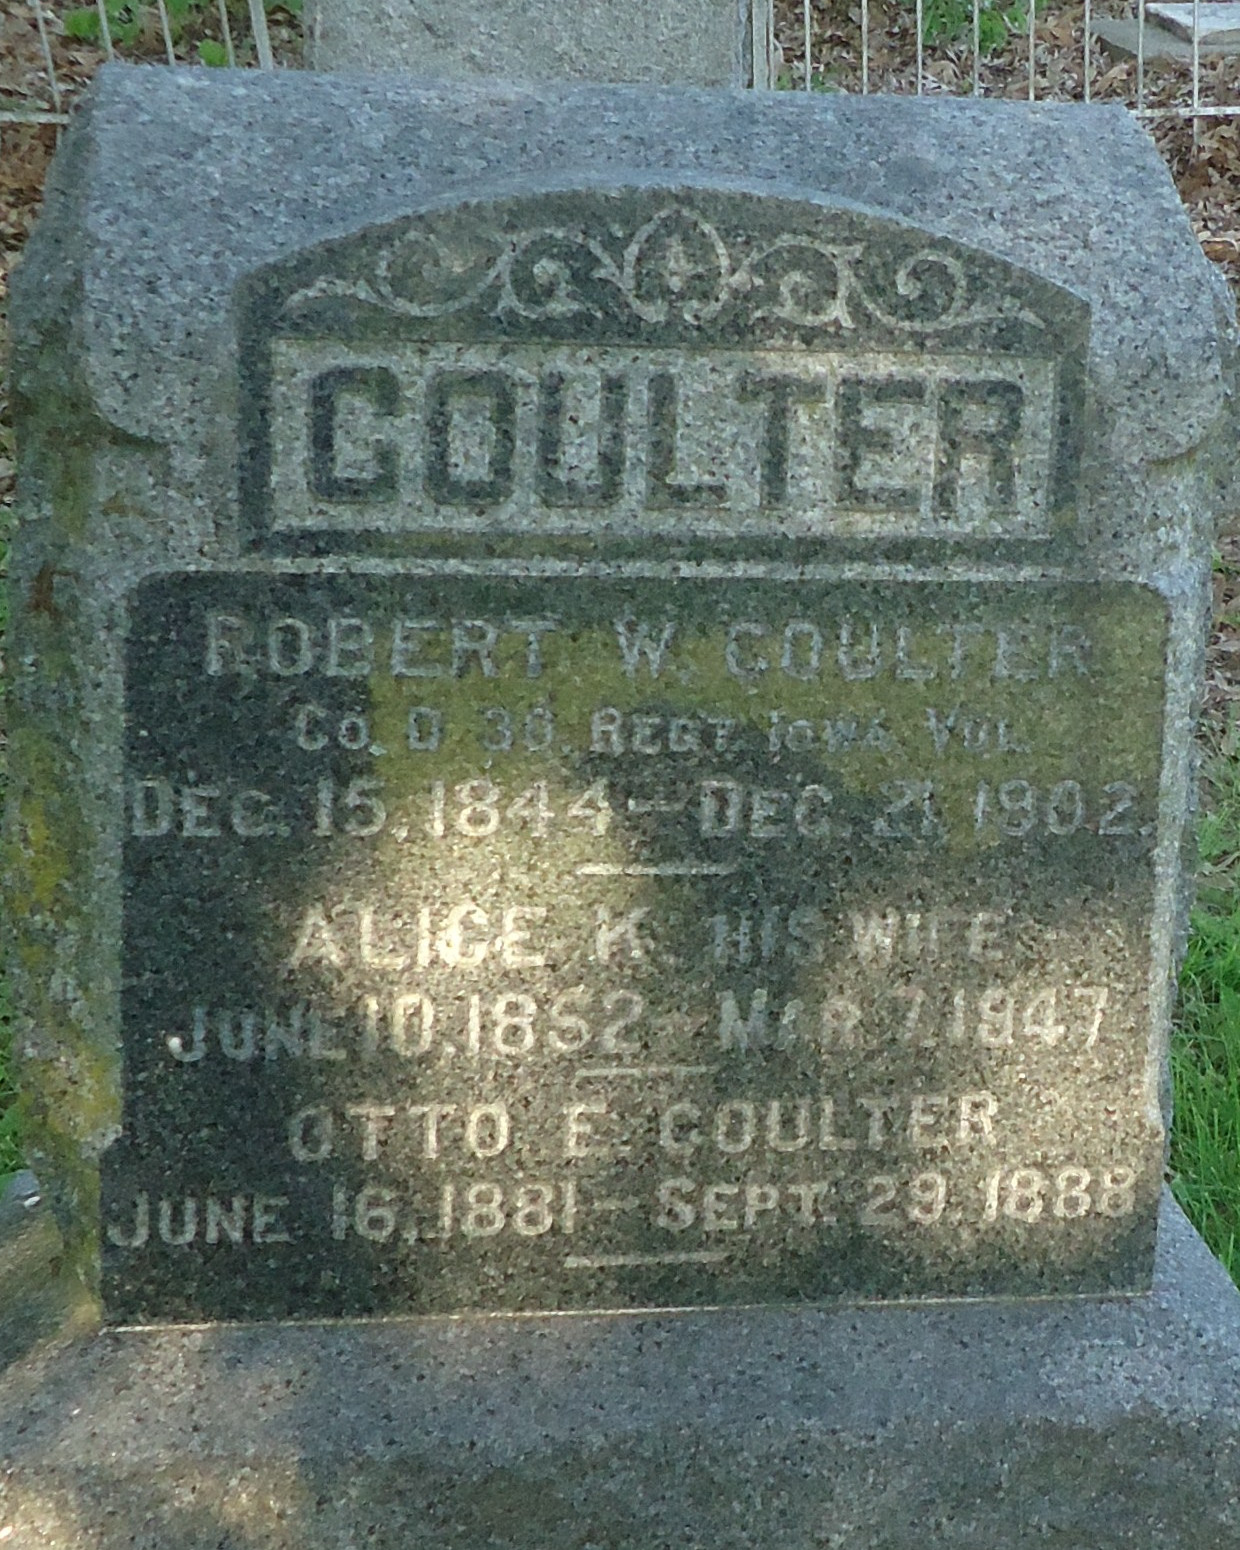 COULTER
ROBERT W. COULTER
CO. D 30. REGT. IOWA VOL.
DEC. 15, 1844 – DEC. 21, 1902.
ALICE K. HIS WIFE
JUNE 10, 1852 – MAR. 7, 1947
OTTO E. COULTER
JUNE 16, 1881 – SEPT. 29, 1888